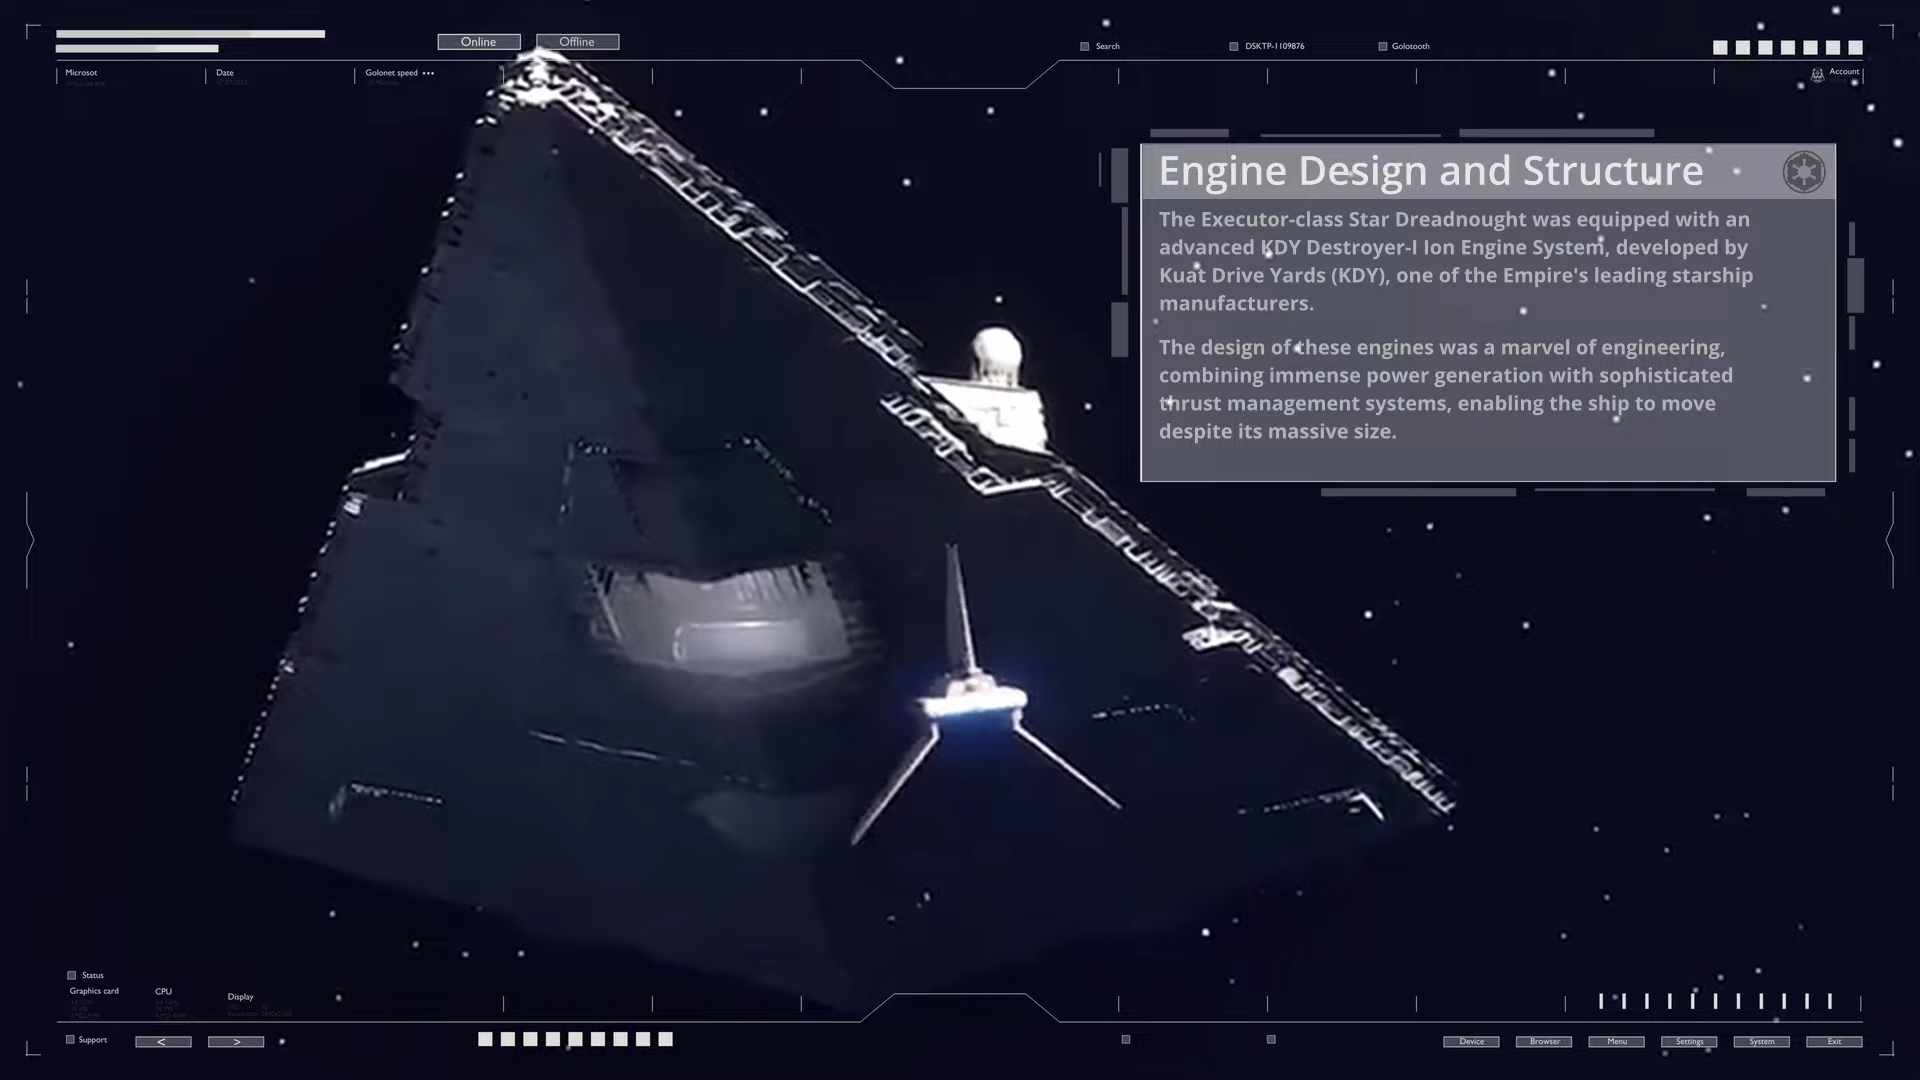 Online Offline
Search DSKTP-1109876 Golotooth
Microsot Date Golonet speed •••
Account
Engine Design and Structure
The Executor-class Star Dreadnought was equipped with an
advanced KDY Destroyer-I Ion Engine System, developed by
Kuat Drive Yards (KDY), one of the Empire's leading starship
manufacturers.
The design of these engines was a marvel of engineering,
combining immense power generation with sophisticated
thrust management systems, enabling the ship to move
despite its massive size.
Status
Graphics card CPU Display
Support < >
Device Browser Menu Settings System Exit